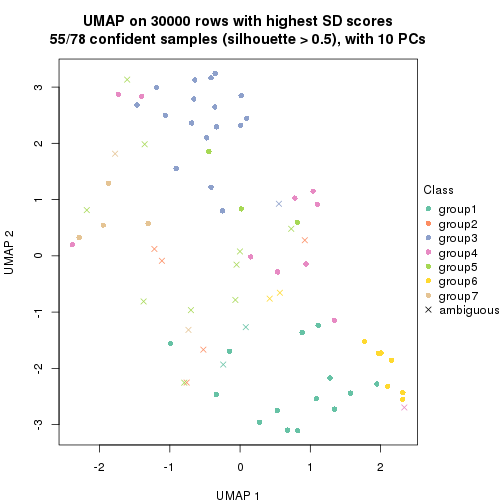 UMAP on 30000 rows with highest SD scores
55/78 confident samples (silhouette > 0.5), with 10 PCs
3
2
1
0
-1
-2
-3
UMAP 2
-2
-1
0
1
2
UMAP 1
Class
group1
group2
group3
group4
group5
group6
group7
ambiguous